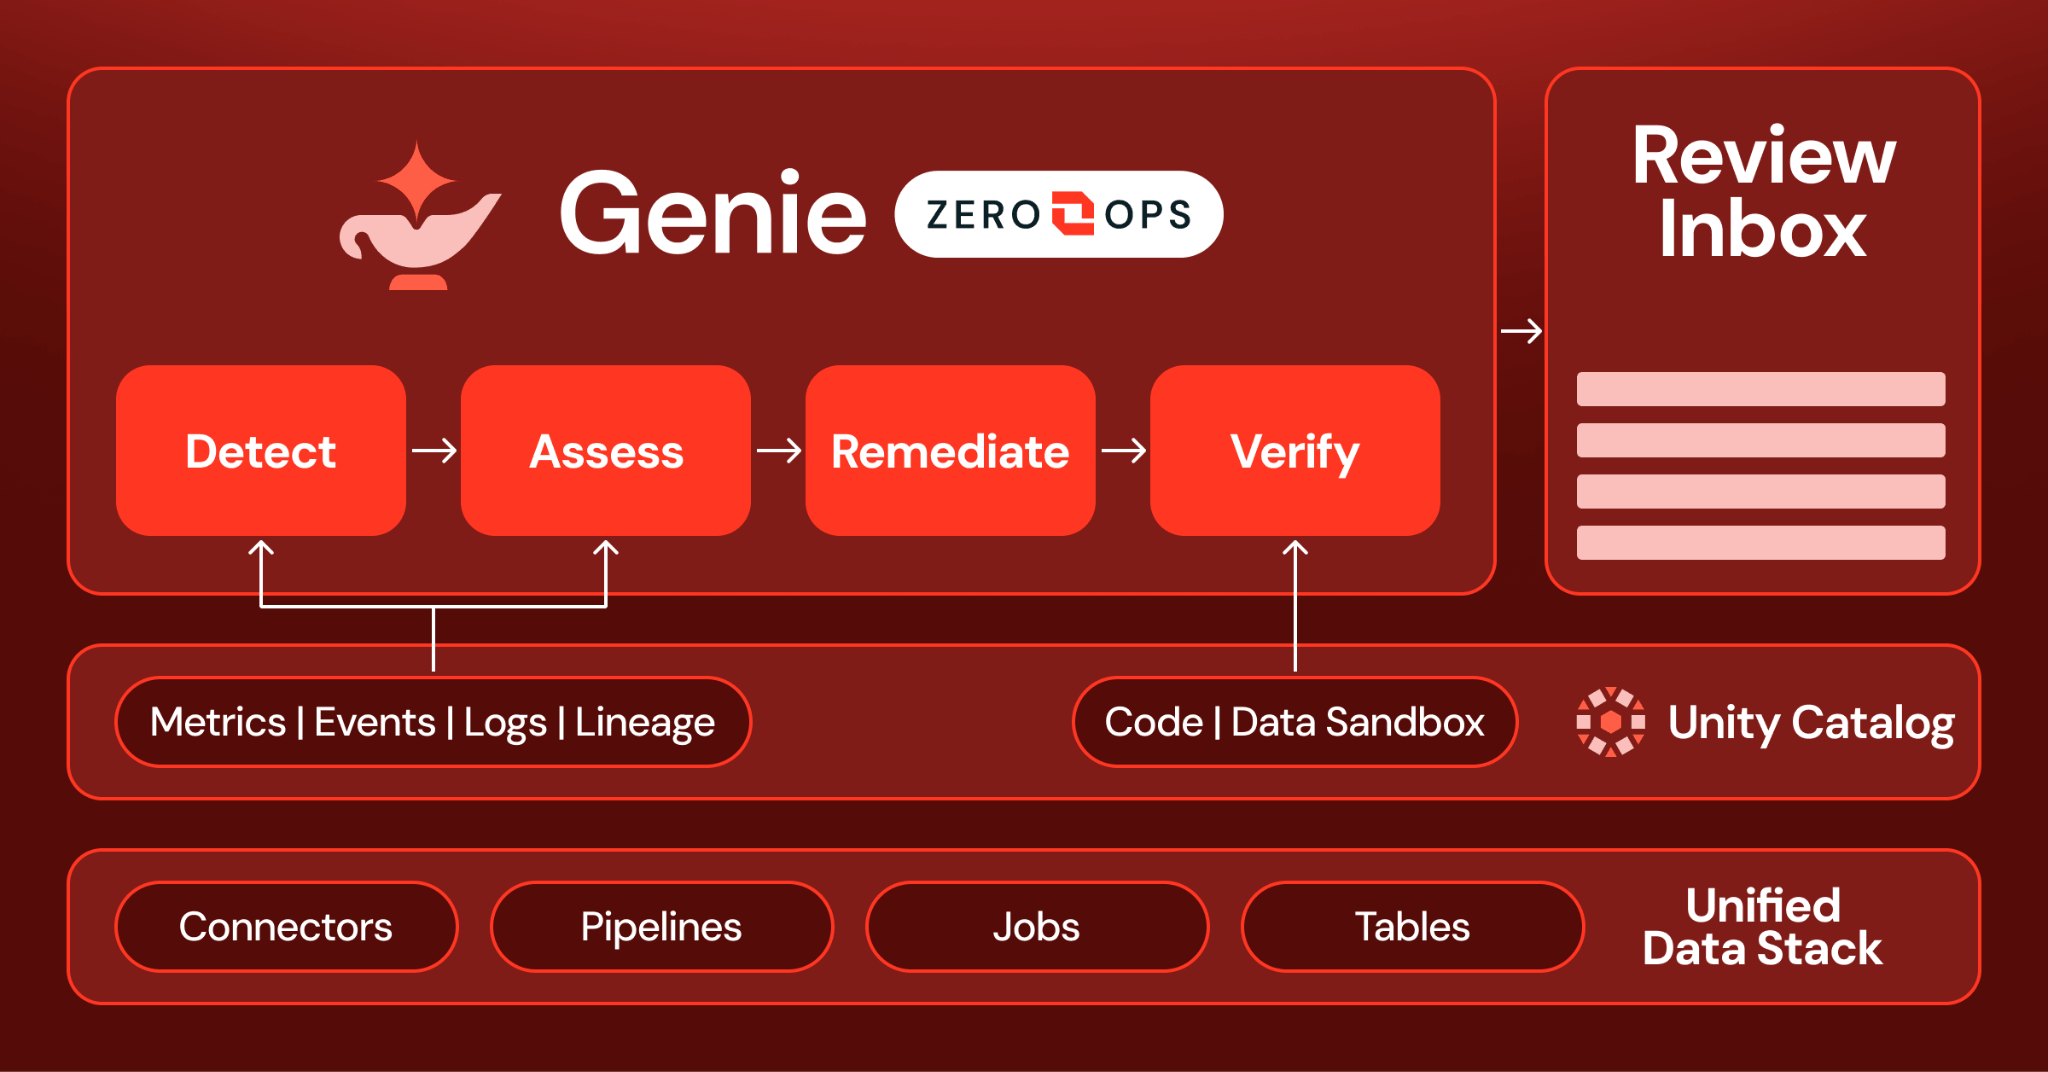 Genie
ZERO OPS
Review
Inbox
Detect
Assess
Remediate
Verify
Metrics | Events | Logs | Lineage
Code | Data Sandbox
Unity Catalog
Connectors
Pipelines
Jobs
Tables
Unified
Data Stack